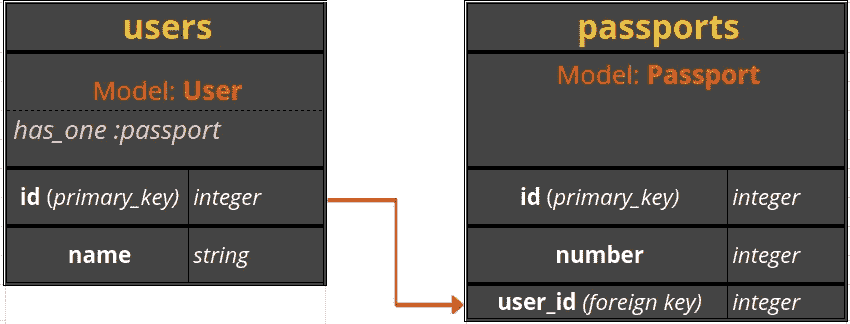 users
Model: User
has_one :passport
id (primary_key) integer
name string
passports
Model: Passport
id (primary_key) integer
number integer
user_id (foreign key) integer